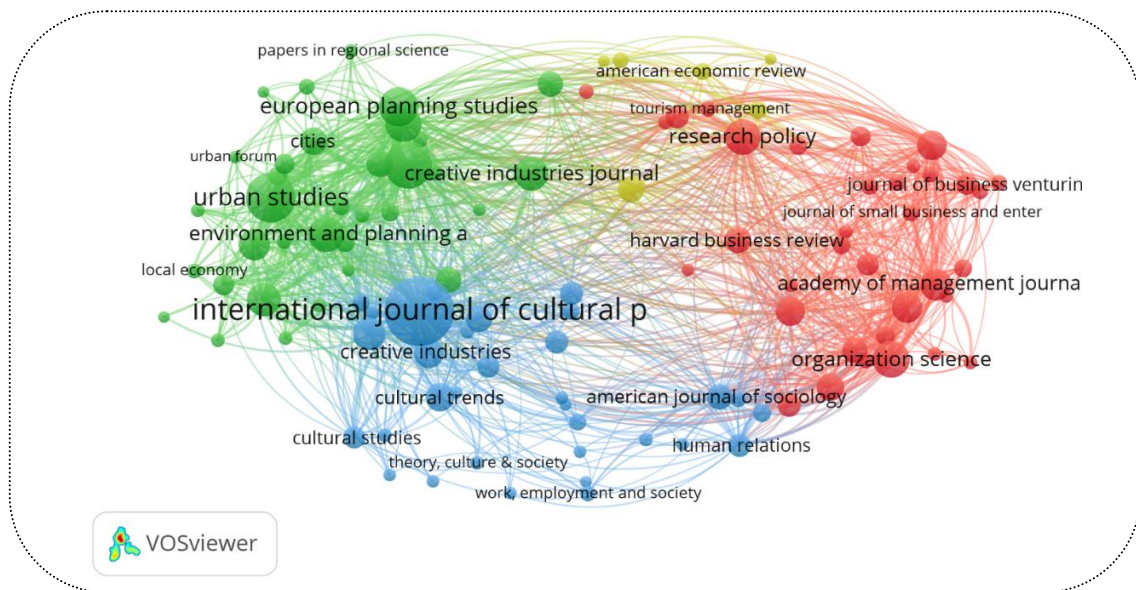 papers in regional science
american economic review
european planning studies
tourism management
research policy
cities
urban forum
creative industries journal
journal of business venturin
urban studies
journal of small business and enter
environment and planning a
harvard business review
local economy
academy of management journa
international journal of cultural p
creative industries
organization science
cultural trends
american journal of sociology
cultural studies
human relations
theory, culture & society
work, employment and society
VOSviewer